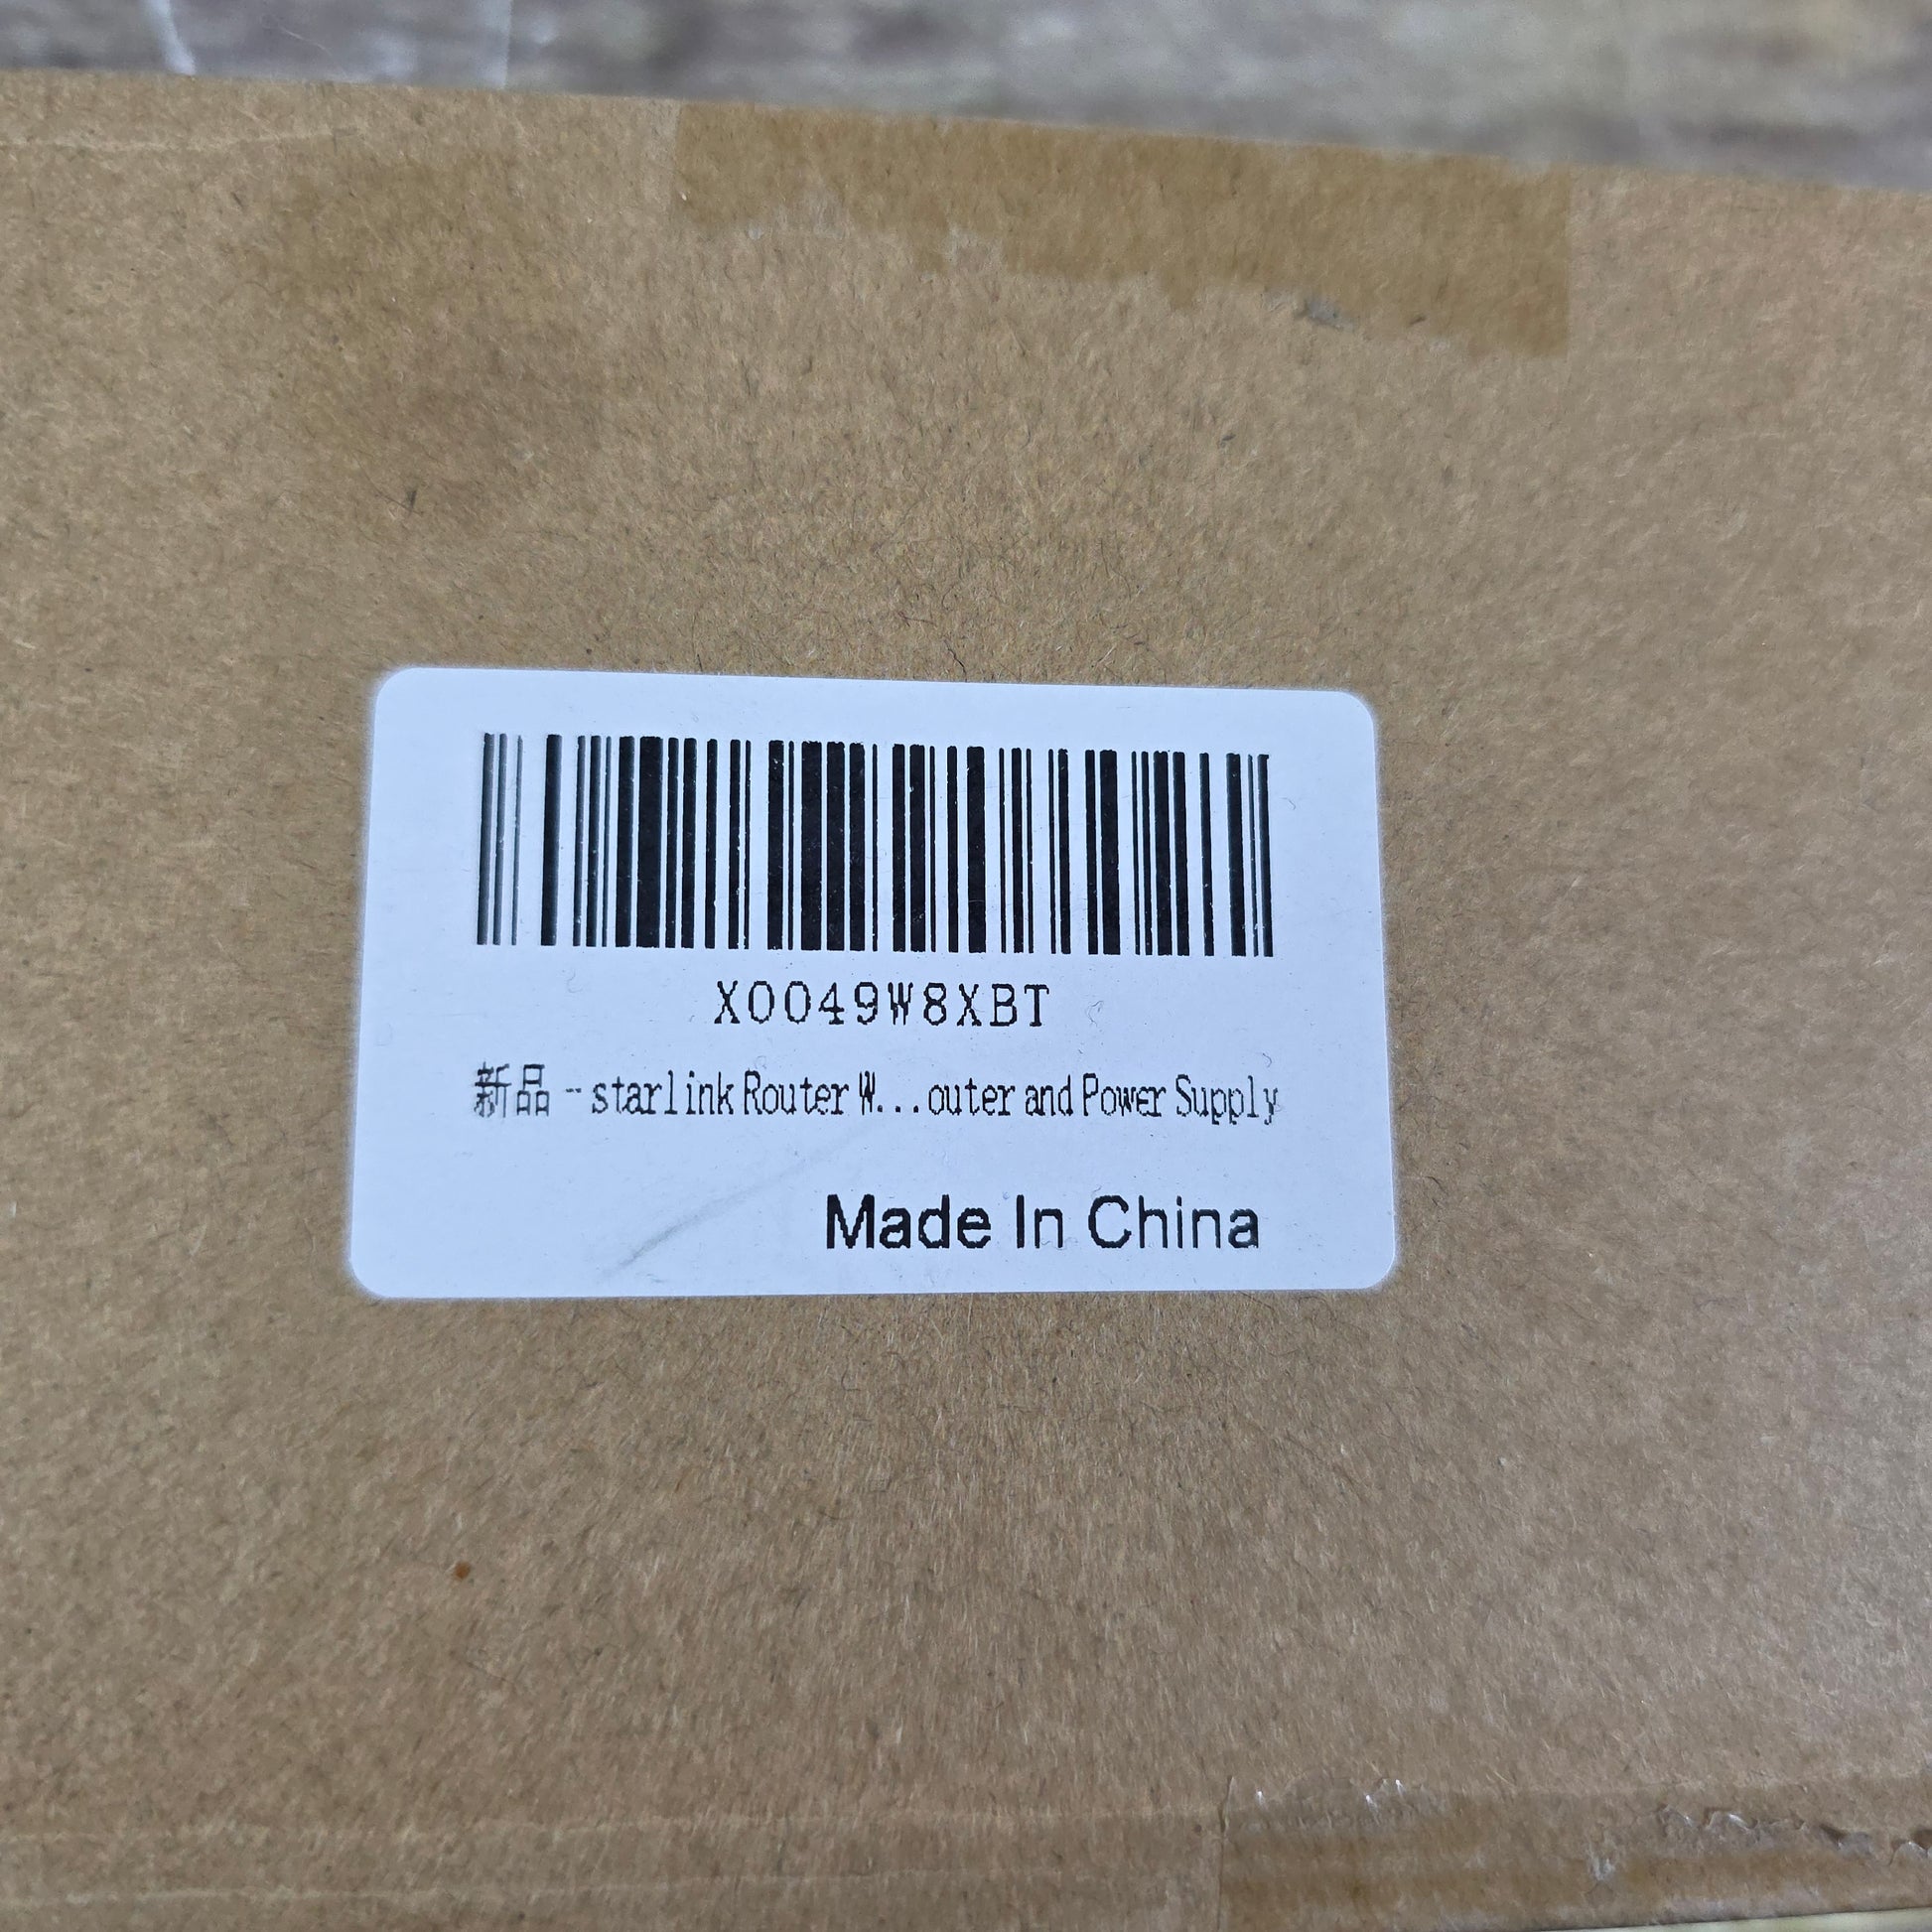 X0049W8XBT
新品 - starlink Router W...outer and Power Supply
Made In China